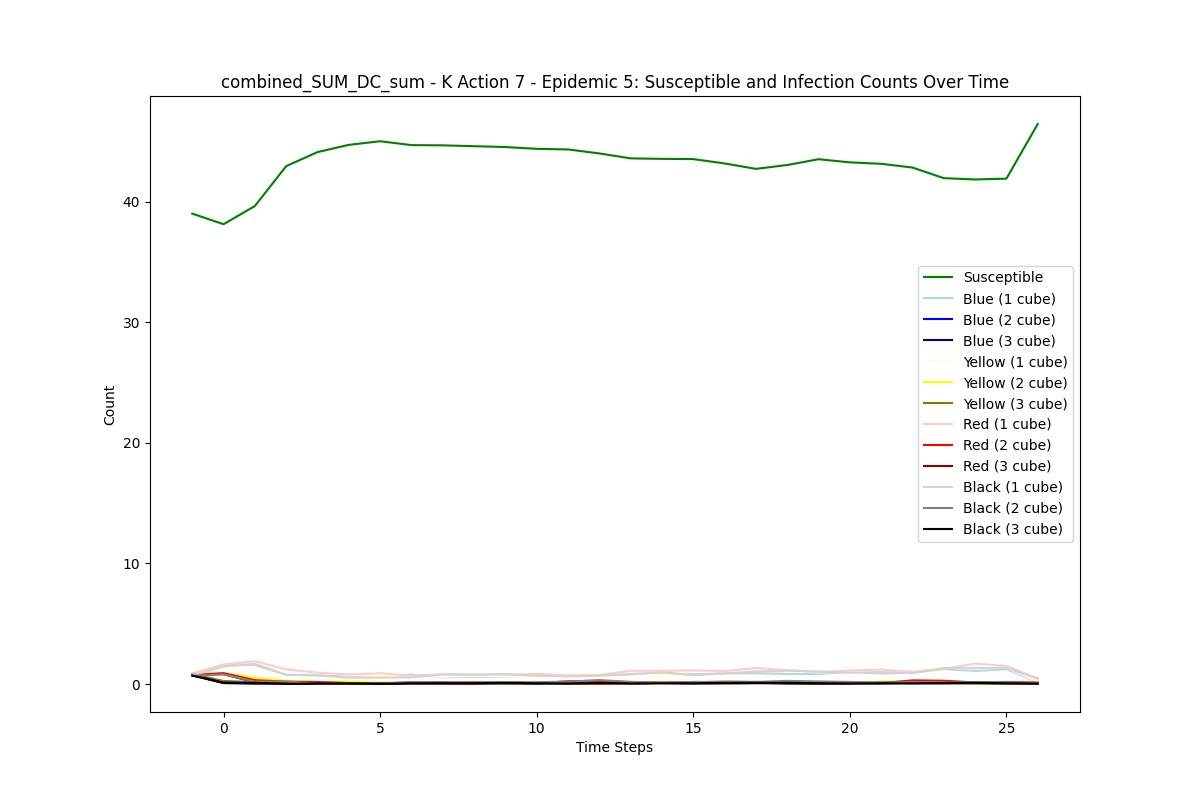 combined_SUM_DC_sum - K Action 7 - Epidemic 5: Susceptible and Infection Counts Over Time
40
30
20
10
0
Count
Susceptible
Blue (1 cube)
Blue (2 cube)
Blue (3 cube)
Yellow (1 cube)
Yellow (2 cube)
Yellow (3 cube)
Red (1 cube)
Red (2 cube)
Red (3 cube)
Black (1 cube)
Black (2 cube)
Black (3 cube)
0 5 10 15 20 25
Time Steps